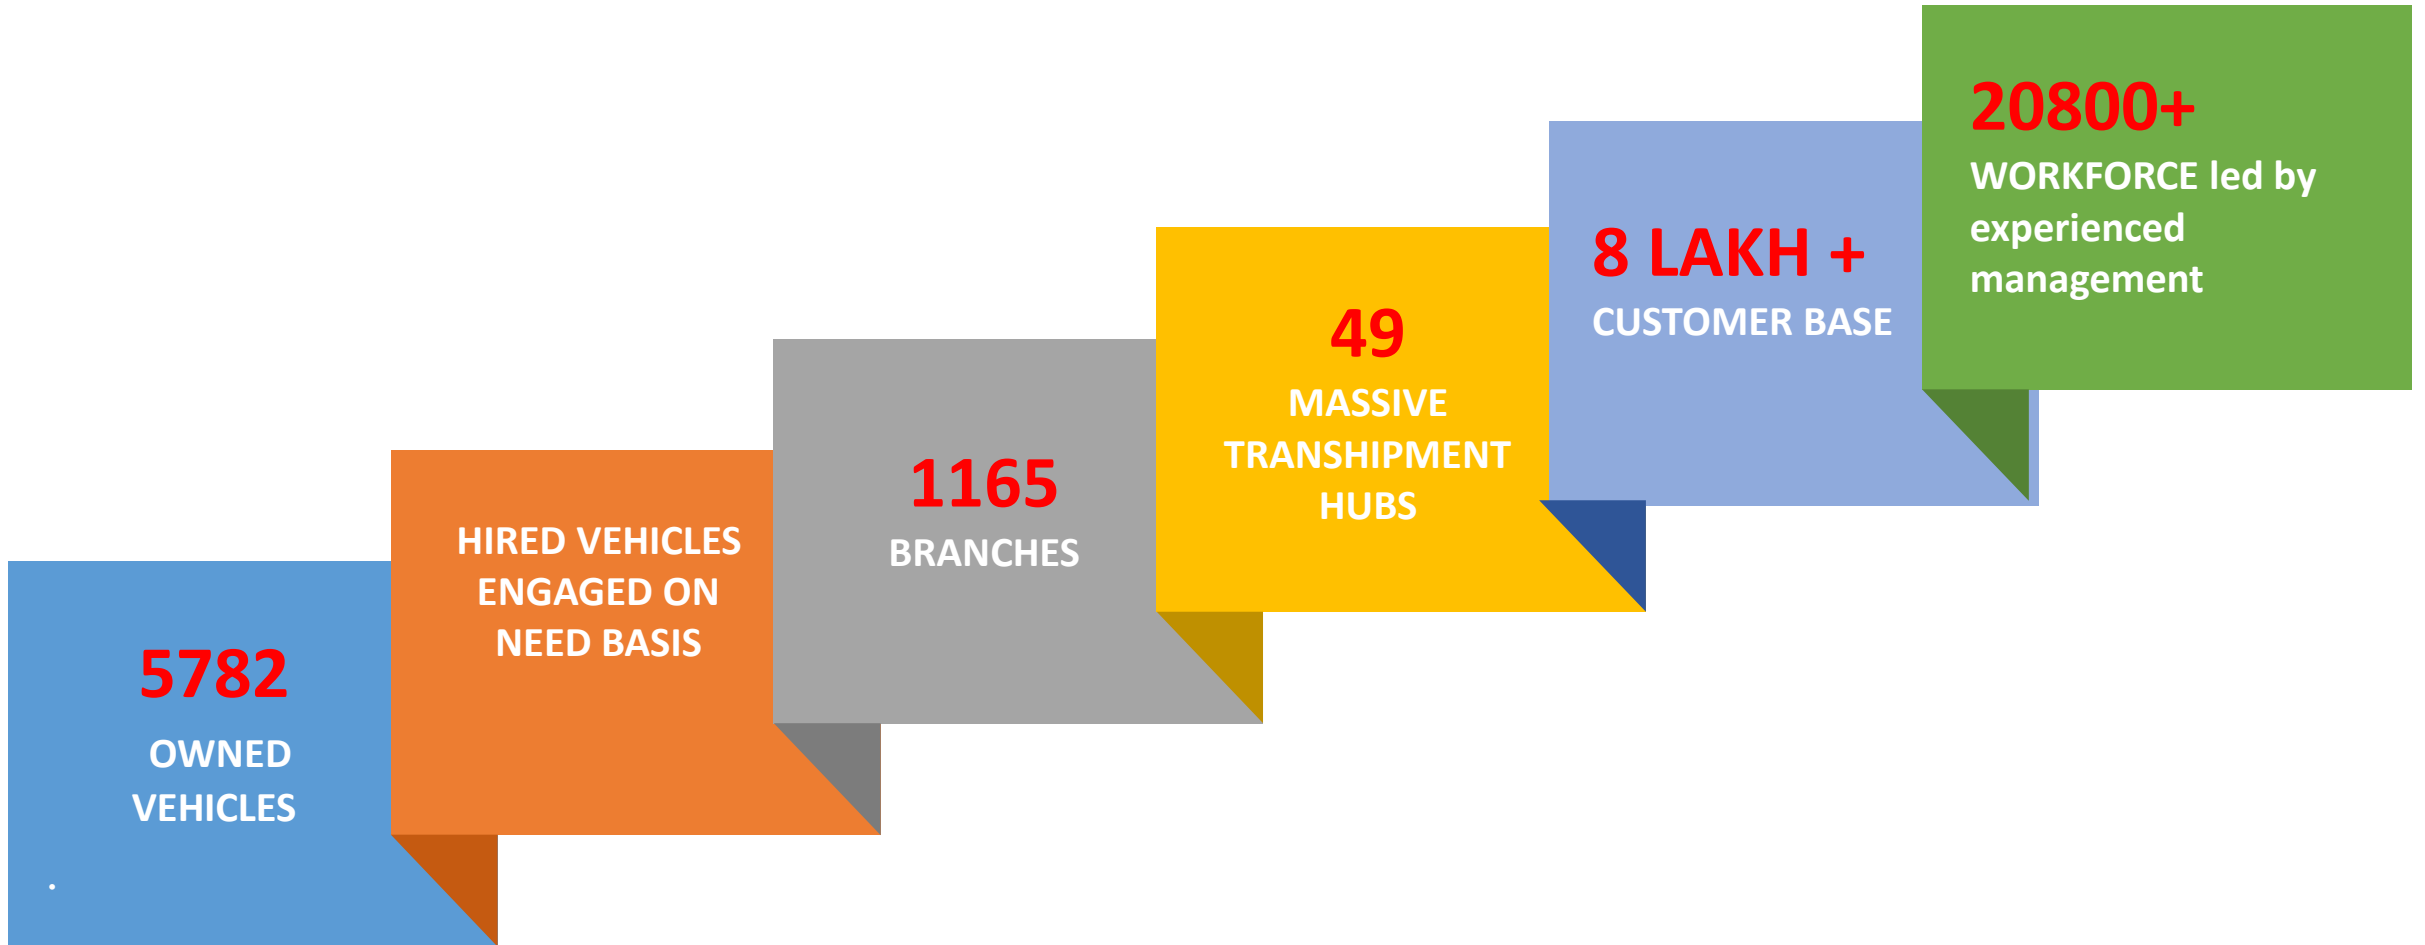 5782
OWNED
VEHICLES
.
HIRED VEHICLES
ENGAGED ON
NEED BASIS
1165
BRANCHES
49
MASSIVE
TRANSHIPMENT
HUBS
8 LAKH +
CUSTOMER BASE
20800+
WORKFORCE led by
experienced
management